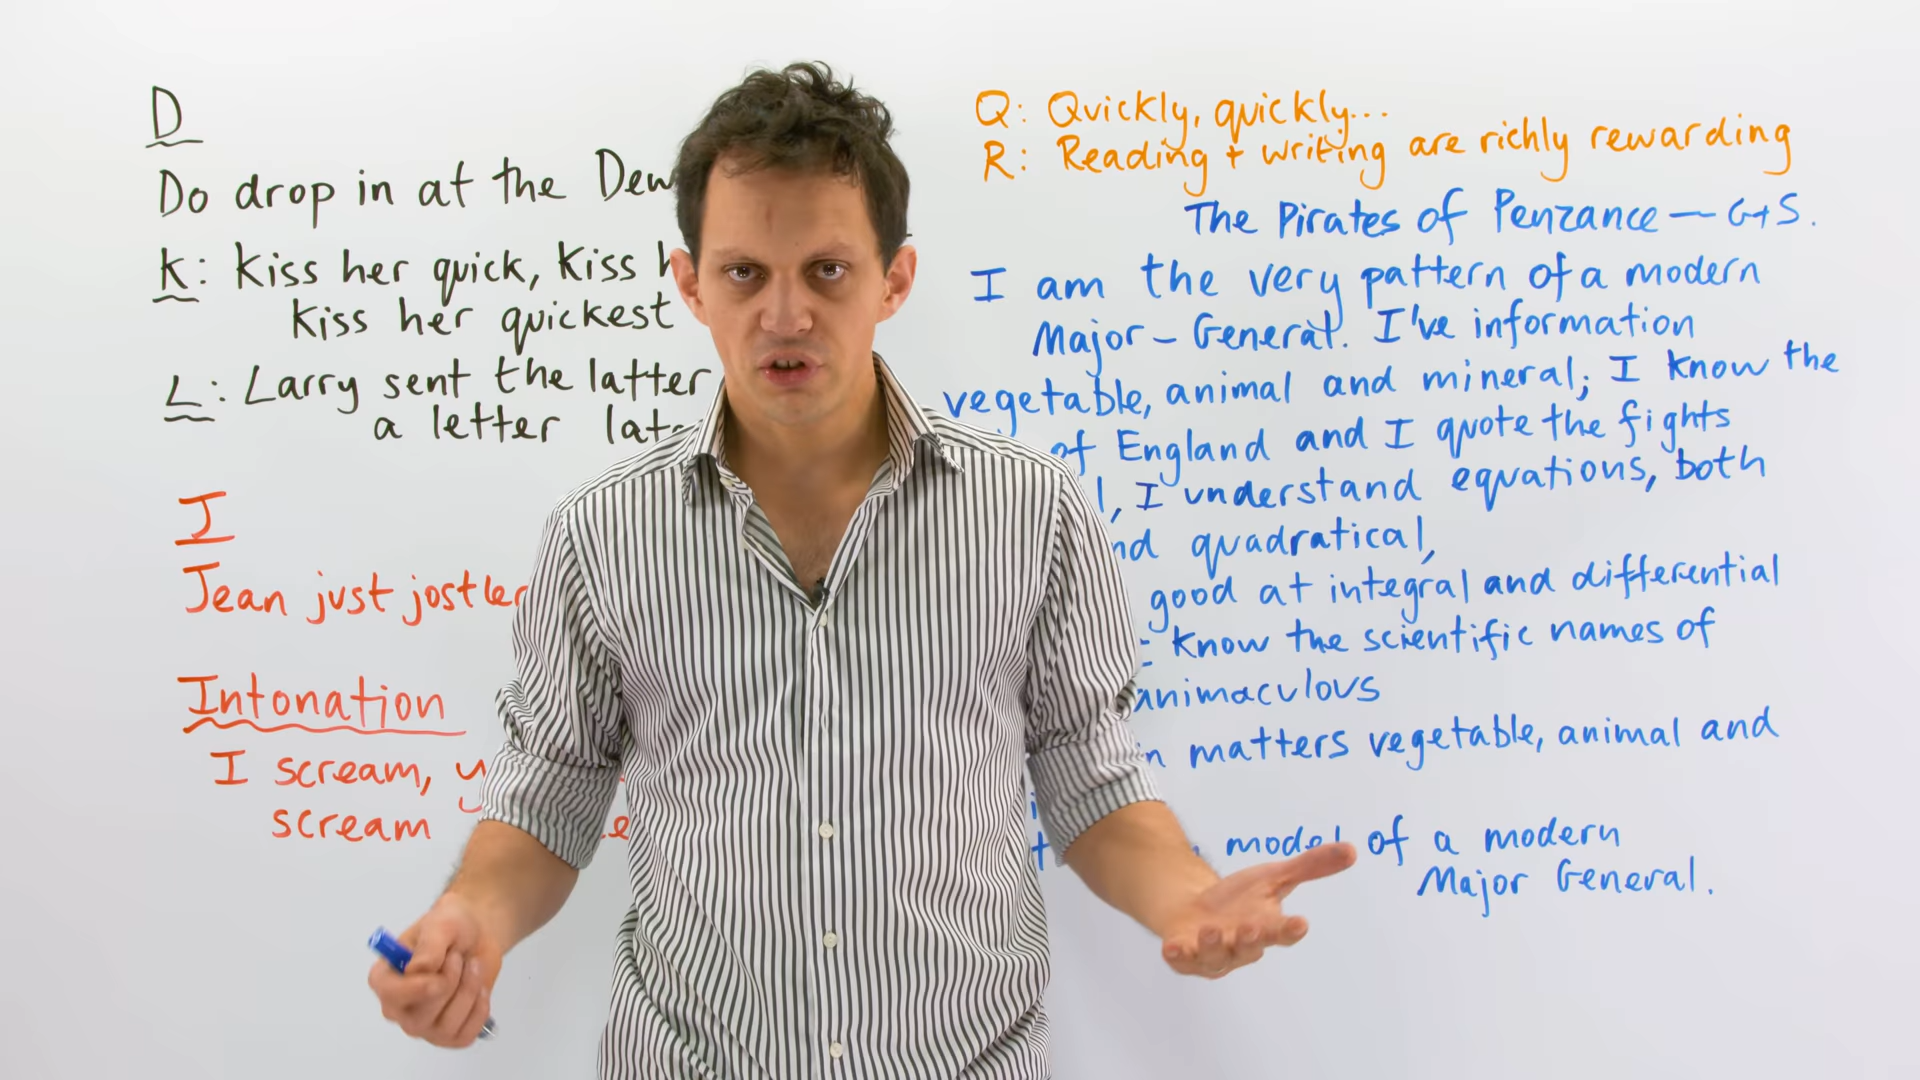 D
Do drop in at the
K: Kiss her quick, kiss
kiss her quickest
L: Larry sent the latter
a letter
J
Jean just
Intonation
I scream,
scream
Q: Quickly, quickly...
R: Reading + writing are richly rewarding
The Pirates of Penzance — G+S.
I am the very pattern of a modern
Major-General. I've information
vegetable, animal and mineral; I know the
of England and I quote the fights
I understand equations, both
quadratical,
good at integral and differential
know the scientific names of
animaculous
matters vegetable, animal and
model of a modern
Major General.